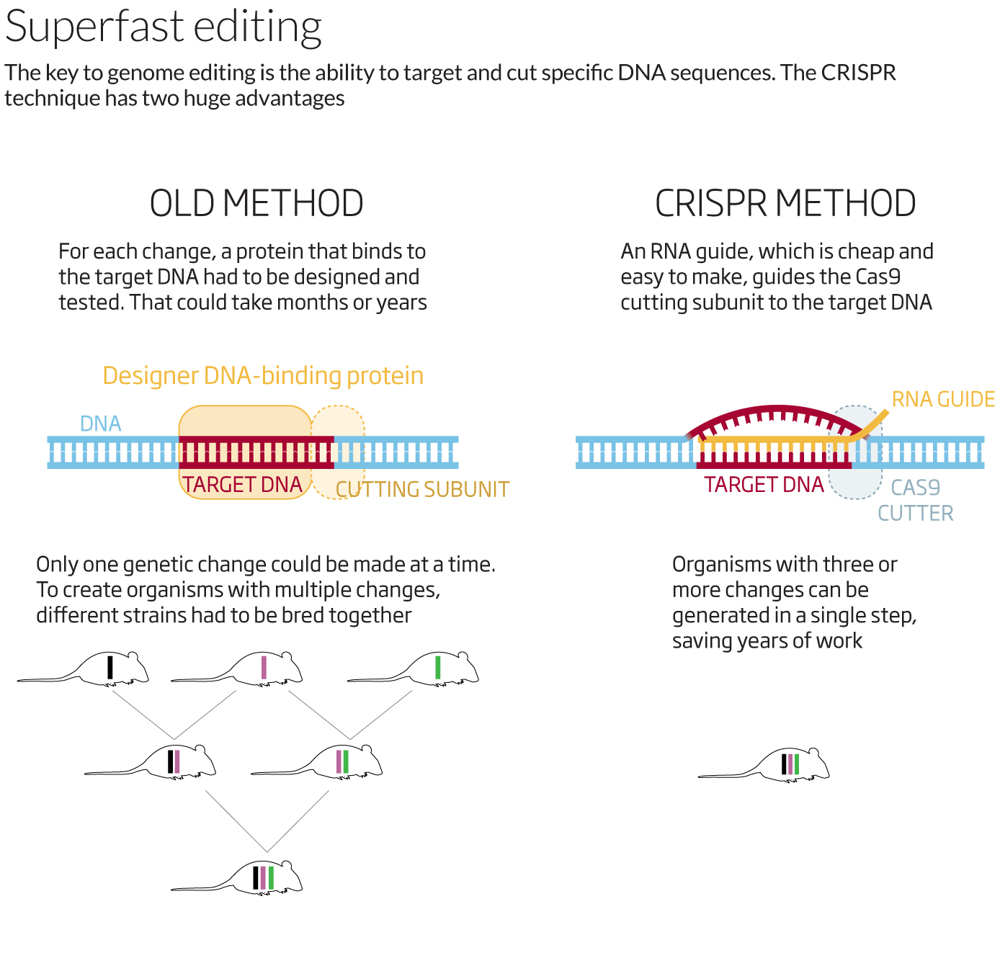 Superfast editing
The key to genome editing is the ability to target and cut specific DNA sequences. The CRISPR
technique has two huge advantages
OLD METHOD
For each change, a protein that binds to
the target DNA had to be designed and
tested. That could take months or years
Designer DNA-binding protein
DNA
TARGET DNA
CUTTING SUBUNIT
Only one genetic change could be made at a time.
To create organisms with multiple changes,
different strains had to be bred together
CRISPR METHOD
An RNA guide, which is cheap and
easy to make, guides the Cas9
cutting subunit to the target DNA
RNA GUIDE
TARGET DNA
CAS9
CUTTER
Organisms with three or
more changes can be
generated in a single step,
saving years of work